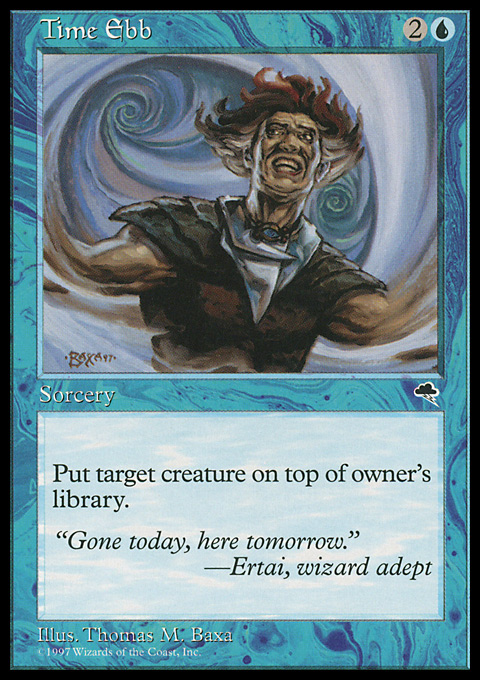 Time Ebb
2
BAXA 97
Sorcery
Put target creature on top of owner's
library.
“Gone today, here tomorrow.”
—Ertai, wizard adept
Illus. Thomas M. Baxa
©1997 Wizards of the Coast, Inc.